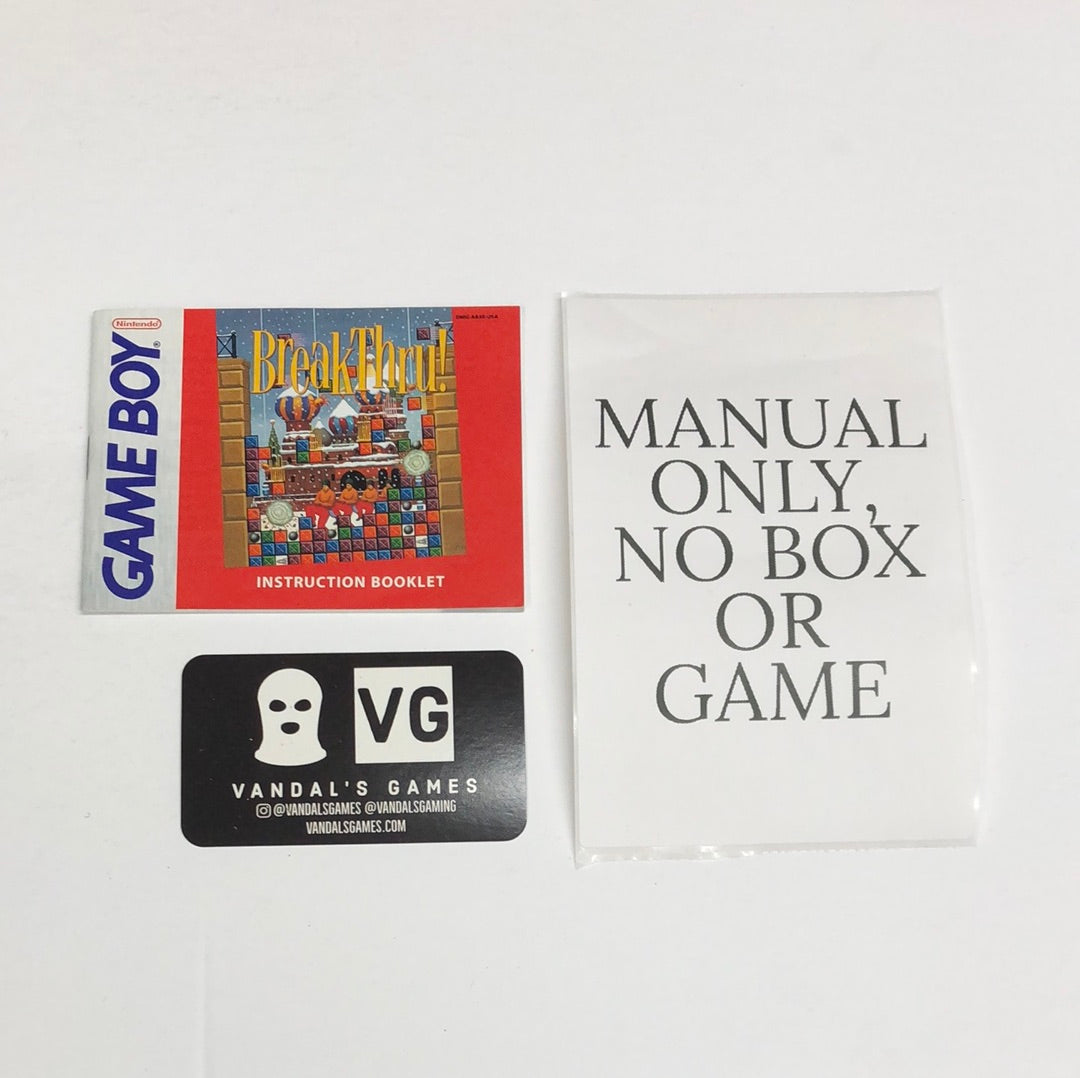 Nintendo
GAME BOY®
BreakThru!
INSTRUCTION BOOKLET
MANUAL
ONLY,
NO BOX
OR
GAME
VG
VANDAL'S GAMES
@VANDALSGAMES @VANDALSGAMING
VANDALSGAMES.COM